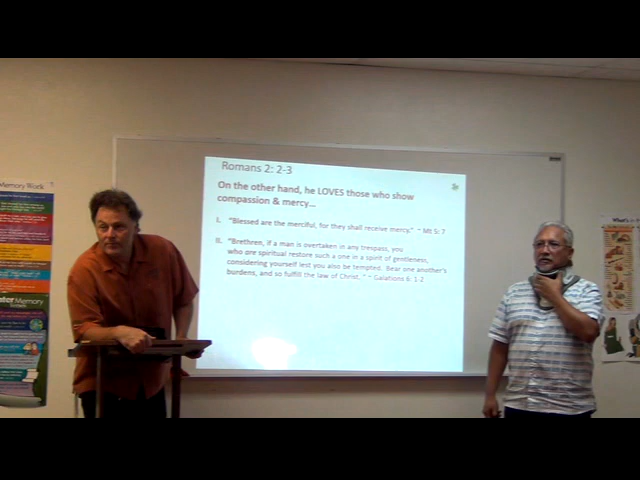 Memory Work
Romans 2: 2-3
On the other hand, he LOVES those who show
compassion & mercy...
I. "Blessed are the merciful, for they shall receive mercy." ~ Mt 5: 7
II. "Brethren, if a man is overtaken in any trespass, you
who are spiritual restore such a one in a spirit of gentleness,
considering yourself lest you also be tempted. Bear one another's
burdens, and so fulfill the law of Christ. " ~ Galations 6: 1-2
Memory
What's